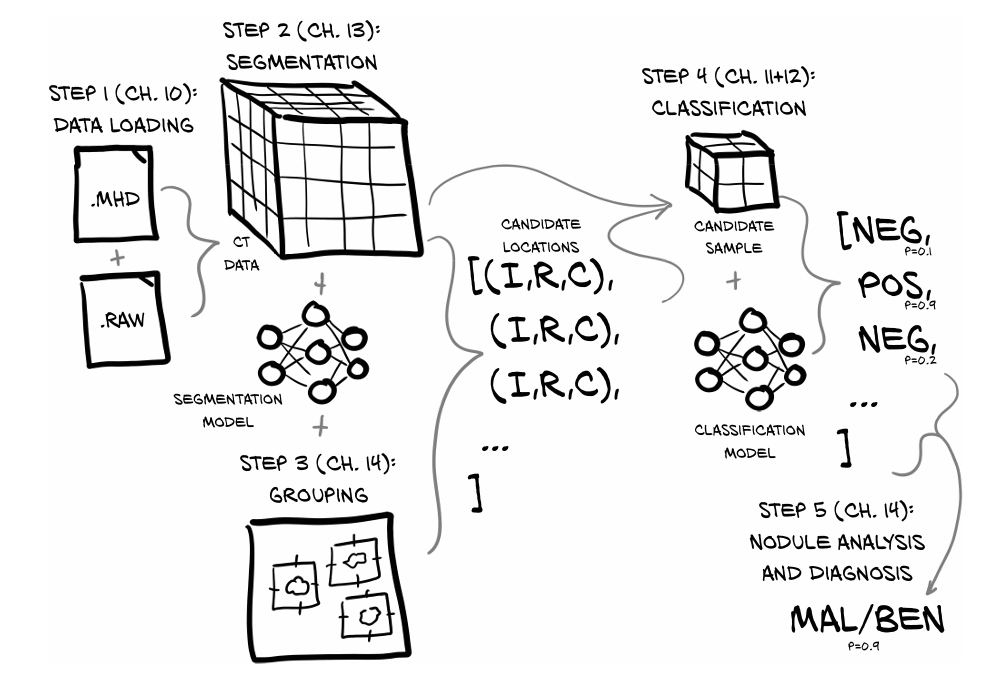 STEP 1 (CH. 10):
DATA LOADING
.MHD
+
.RAW
STEP 2 (CH. 13):
SEGMENTATION
CT
DATA
+
SEGMENTATION
MODEL
+
STEP 3 (CH. 14):
GROUPING
CANDIDATE
LOCATIONS
[(I,R,C),
(I,R,C),
(I,R,C),
...
]
STEP 4 (CH. 11+12):
CLASSIFICATION
CANDIDATE
SAMPLE
+
CLASSIFICATION
MODEL
[NEG,
P=0.1
POS,
P=0.9
NEG,
P=0.2
...
]
STEP 5 (CH. 14):
NODULE ANALYSIS
AND DIAGNOSIS
MAL/BEN
P=0.9